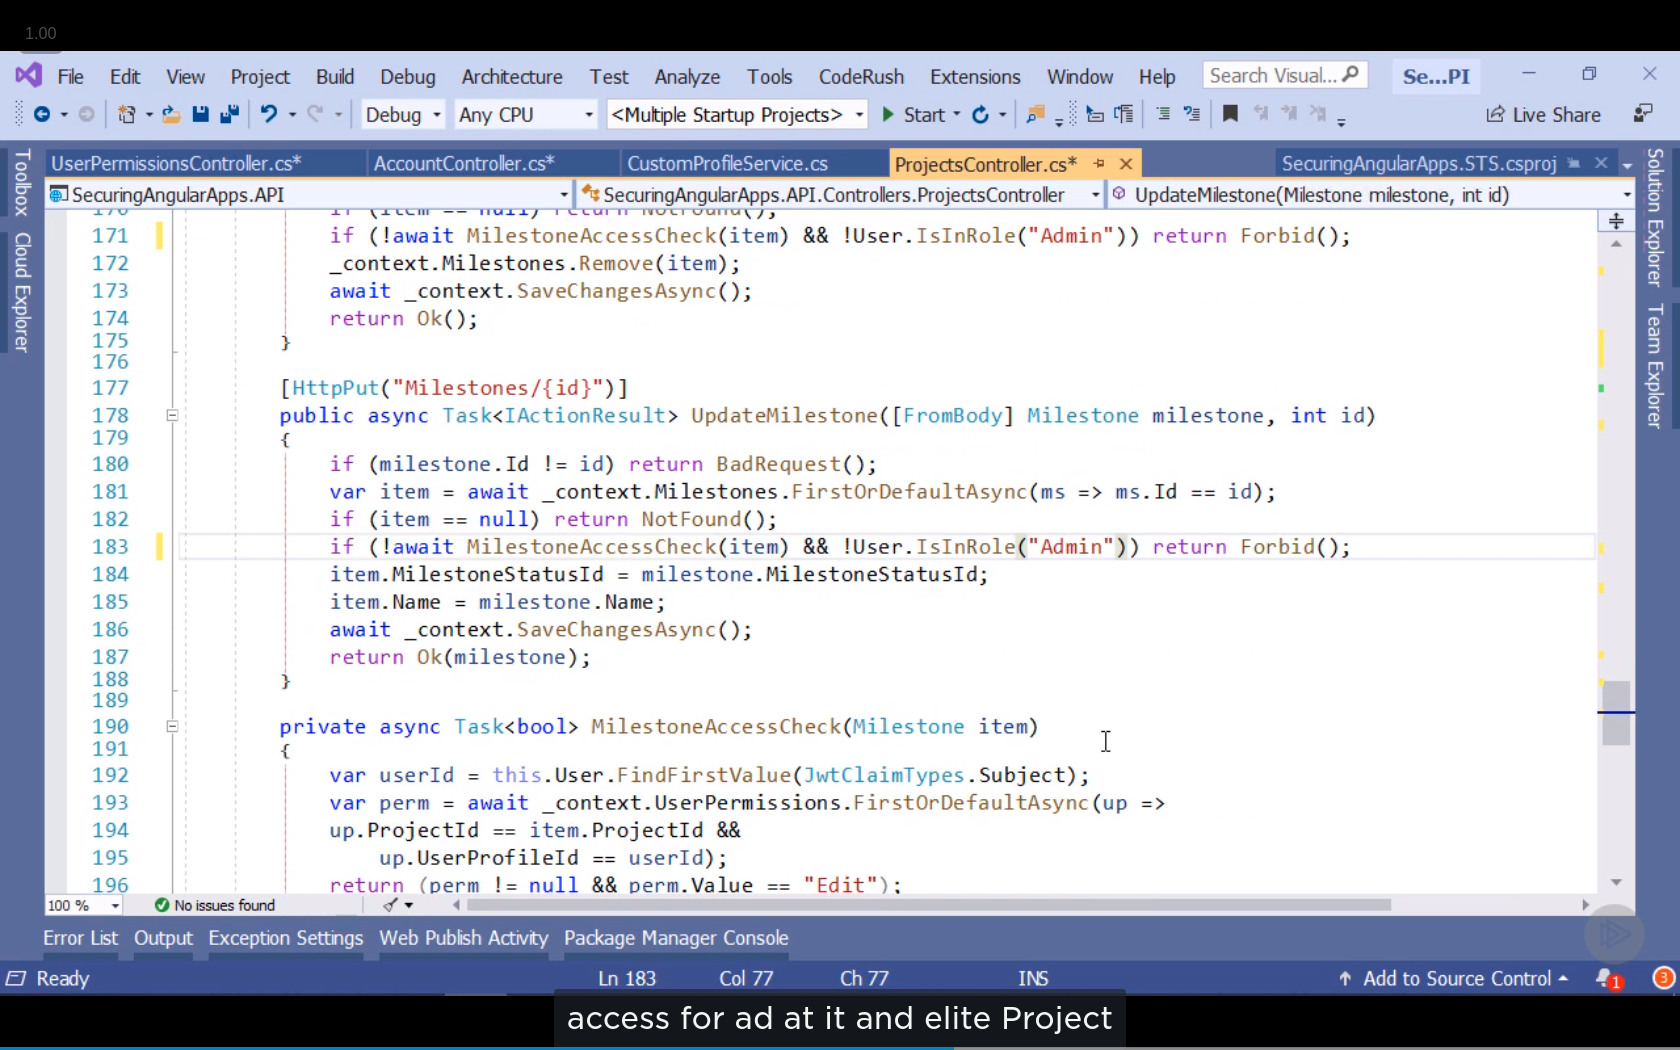 1.00
File Edit View Project Build Debug Architecture Test Tools Analyze CodeRush Extensions Window Help Search Visual... Se...PI
Debug Any CPU <Multiple Startup Projects> Start Live Share
UserPermissionsController.cs* AccountController.cs* CustomProfileService.cs ProjectsController.cs* SecuringAngularApps.STS.csproj
SecuringAngularApps.API SecuringAngularApps.API.Controllers.ProjectsController UpdateMilestone(Milestone milestone, int id)
Toolbox
Cloud Explorer
Solution Explorer
Team Explorer
170 if (item == null) return NotFound();
171 if (!await MilestoneAccessCheck(item) && !User.IsInRole("Admin")) return Forbid();
172 _context.Milestones.Remove(item);
173 await _context.SaveChangesAsync();
174 return Ok();
175 }
176
177 [HttpPut("Milestones/{id}")]
178 public async Task<IActionResult> UpdateMilestone([FromBody] Milestone milestone, int id)
179 {
180 if (milestone.Id != id) return BadRequest();
181 var item = await _context.Milestones.FirstOrDefaultAsync(ms => ms.Id == id);
182 if (item == null) return NotFound();
183 if (!await MilestoneAccessCheck(item) && !User.IsInRole("Admin")) return Forbid();
184 item.MilestoneStatusId = milestone.MilestoneStatusId;
185 item.Name = milestone.Name;
186 await _context.SaveChangesAsync();
187 return Ok(milestone);
188 }
189
190 private async Task<bool> MilestoneAccessCheck(Milestone item)
191 {
192 var userId = this.User.FindFirstValue(JwtClaimTypes.Subject);
193 var perm = await _context.UserPermissions.FirstOrDefaultAsync(up =>
194 up.ProjectId == item.ProjectId &&
195 up.UserProfileId == userId);
196 return (perm != null && perm.Value == "Edit");
100 % No issues found
Error List Output Exception Settings Web Publish Activity Package Manager Console
Ready Ln 183 Col 77 Ch 77 INS Add to Source Control 1 3
access for ad at it and elite Project